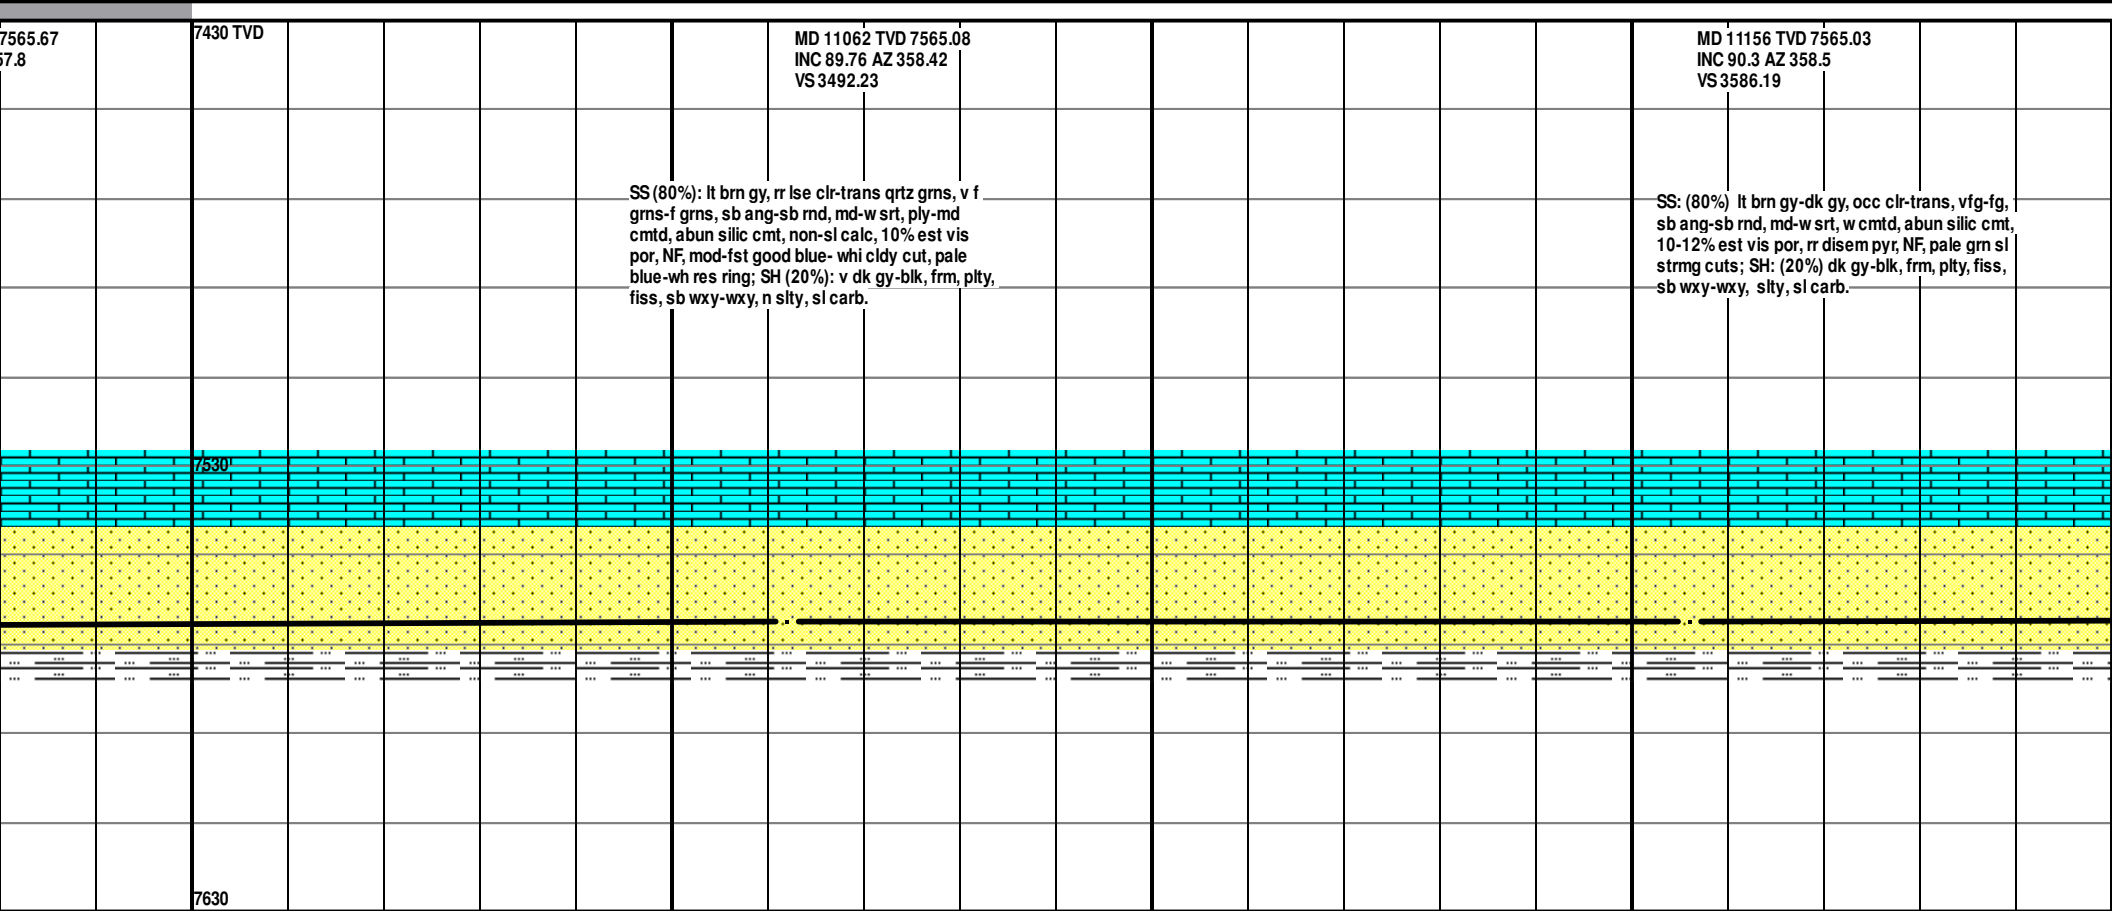 7565.67
57.8
7430 TVD
MD 11062 TVD 7565.08
INC 89.76 AZ 358.42
VS 3492.23
MD 11156 TVD 7565.03
INC 90.3 AZ 358.5
VS 3586.19
SS (80%): lt brn gy, rr lse clr-trans qrtz grns, v f
grns-f grns, sb ang-sb rnd, md-w srt, ply-md
cmtd, abun silic cmt, non-sl calc, 10% est vis
por, NF, mod-fst good blue- whi cldy cut, pale
blue-wh res ring; SH (20%): v dk gy-blk, frm, plty,
fiss, sb wxy-wxy, n slty, sl carb.
SS: (80%) lt brn gy-dk gy, occ clr-trans, vfg-fg,
sb ang-sb rnd, md-w srt, w cmtd, abun silic cmt,
10-12% est vis por, rr disem pyr, NF, pale grn sl
strmg cuts; SH: (20%) dk gy-blk, frm, plty, fiss,
sb wxy-wxy, slty, sl carb.
7530'
7630